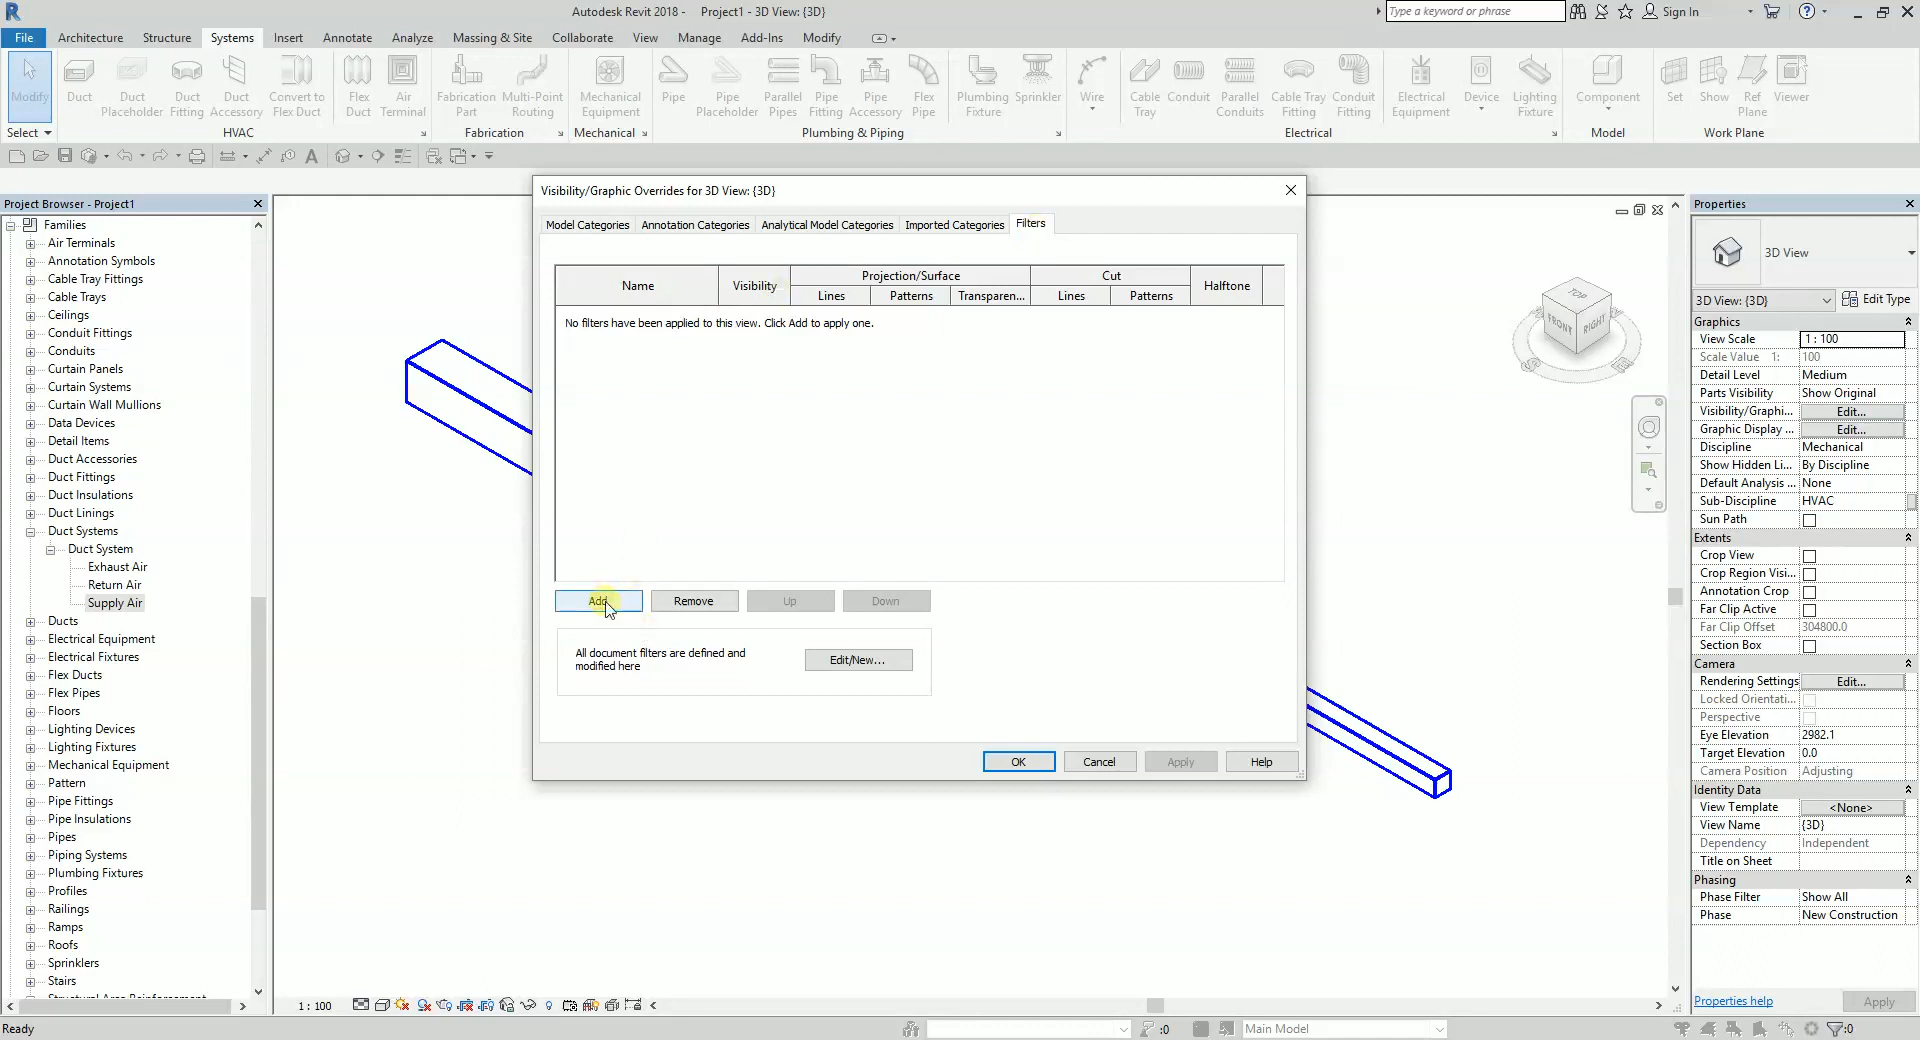 Autodesk Revit 2018 - Project1 - 3D View: {3D}
Type a keyword or phrase
Sign In
File Architecture Structure Systems Insert Annotate Analyze Massing & Site Collaborate View Manage Add-Ins Modify
Modify
Duct
Duct Placeholder
Duct Fitting
Duct Accessory
Convert to Flex Duct
Flex Duct
Air Terminal
Fabrication Part
Multi-Point Routing
Mechanical Equipment
Pipe
Pipe Placeholder
Parallel Pipes
Pipe Fitting
Pipe Accessory
Flex Pipe
Plumbing Fixture
Sprinkler
Wire
Cable Tray
Conduit
Parallel Conduits
Cable Tray Fitting
Conduit Fitting
Electrical Equipment
Device
Lighting Fixture
Component
Set
Show
Ref Plane
Viewer
Select HVAC Fabrication Mechanical Plumbing & Piping Electrical Model Work Plane
Project Browser - Project1
Families
Air Terminals
Annotation Symbols
Cable Tray Fittings
Cable Trays
Ceilings
Conduit Fittings
Conduits
Curtain Panels
Curtain Systems
Curtain Wall Mullions
Data Devices
Detail Items
Duct Accessories
Duct Fittings
Duct Insulations
Duct Linings
Duct Systems
Duct System
Exhaust Air
Return Air
Supply Air
Ducts
Electrical Equipment
Electrical Fixtures
Flex Ducts
Flex Pipes
Floors
Lighting Devices
Lighting Fixtures
Mechanical Equipment
Pattern
Pipe Fittings
Pipe Insulations
Pipes
Piping Systems
Plumbing Fixtures
Profiles
Railings
Ramps
Roofs
Sprinklers
Stairs
Visibility/Graphic Overrides for 3D View: {3D}
Model Categories Annotation Categories Analytical Model Categories Imported Categories Filters
Name Visibility Projection/Surface Cut Halftone
Lines Patterns Transparen... Lines Patterns
No filters have been applied to this view. Click Add to apply one.
Add Remove Up Down
All document filters are defined and
modified here
Edit/New...
OK Cancel Apply Help
TOP
FRONT
RIGHT
Properties
3D View
3D View: {3D} Edit Type
Graphics
View Scale 1 : 100
Scale Value 1: 100
Detail Level Medium
Parts Visibility Show Original
Visibility/Graphi... Edit...
Graphic Display ... Edit...
Discipline Mechanical
Show Hidden Li... By Discipline
Default Analysis ... None
Sub-Discipline HVAC
Sun Path
Extents
Crop View
Crop Region Visi...
Annotation Crop
Far Clip Active
Far Clip Offset 304800.0
Section Box
Camera
Rendering Settings Edit...
Locked Orientati...
Perspective
Eye Elevation 2982.1
Target Elevation 0.0
Camera Position Adjusting
Identity Data
View Template <None>
View Name {3D}
Dependency Independent
Title on Sheet
Phasing
Phase Filter Show All
Phase New Construction
Properties help Apply
1 : 100
Ready
:0
Main Model
:0